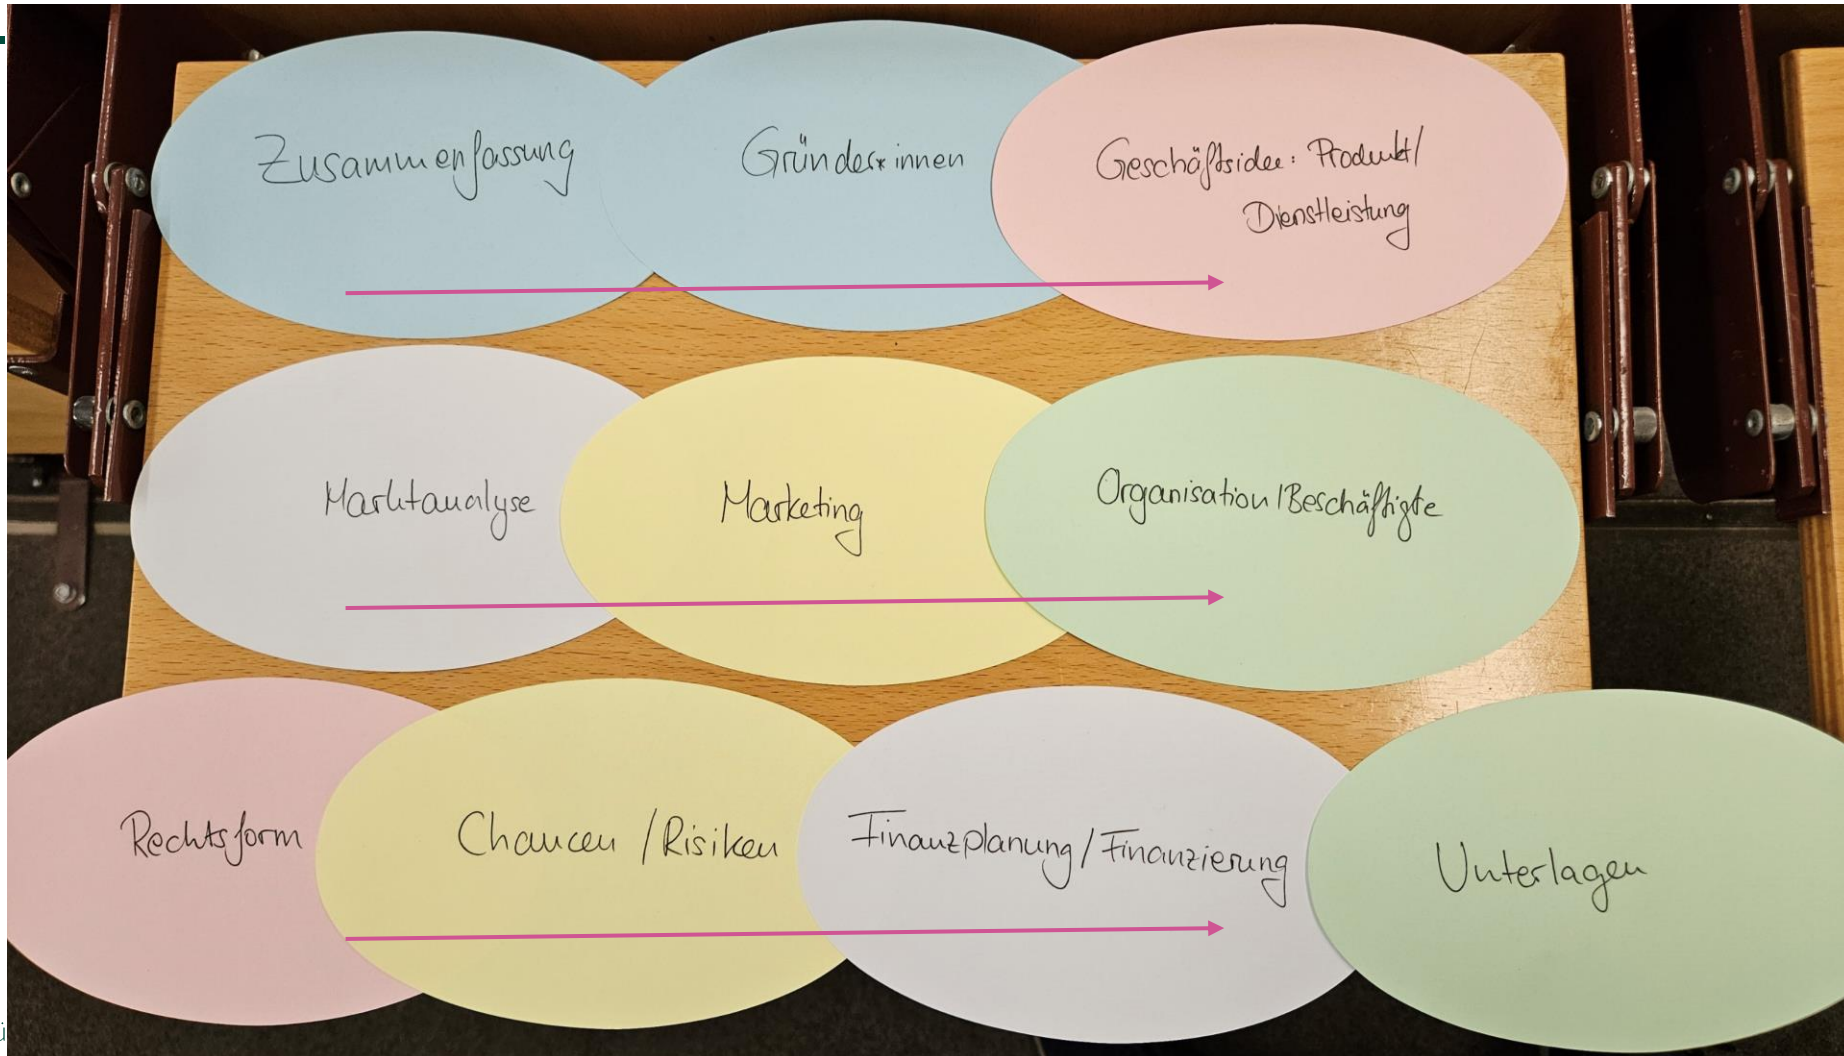 Zusammenfassung
Gründer*innen
Geschäftsidee: Produkt/
Dienstleistung
Marktanalyse
Marketing
Organisation/Beschäftigte
Rechtsform
Chancen/Risiken
Finanzplanung/Finanzierung
Unterlagen